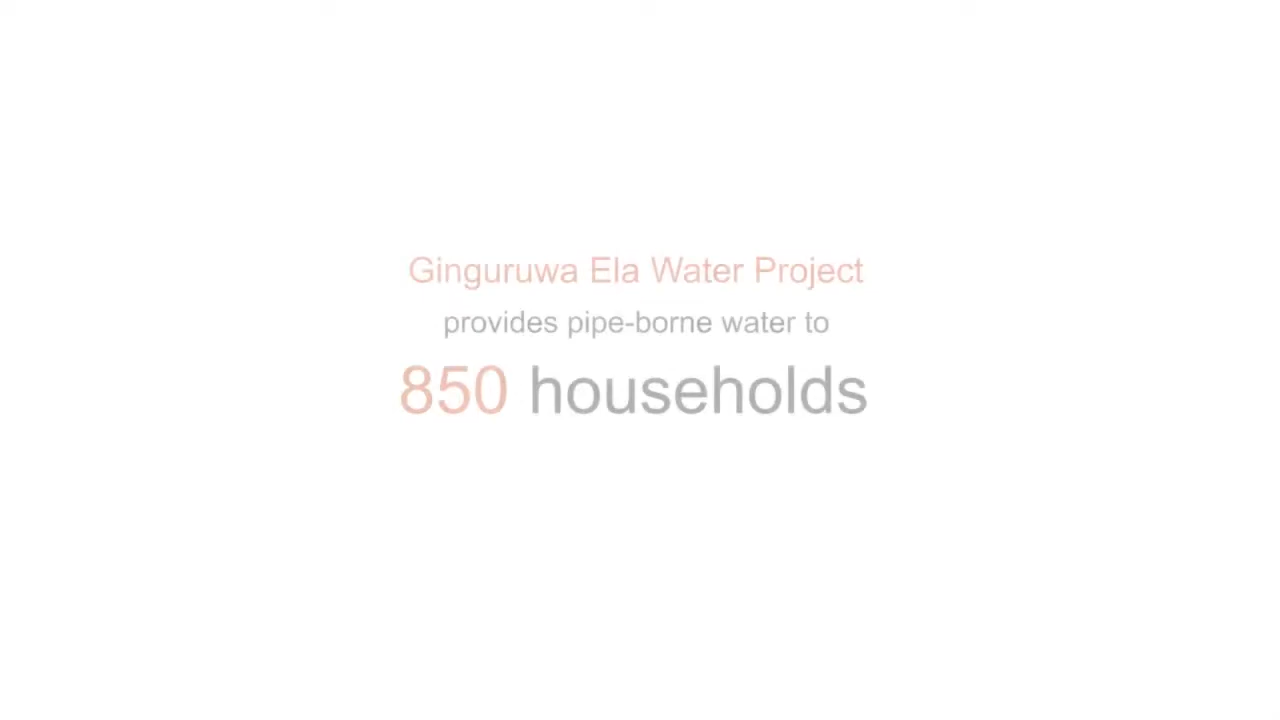 Ginguruwa Ela Water Project
provides pipe-borne water to
850 households